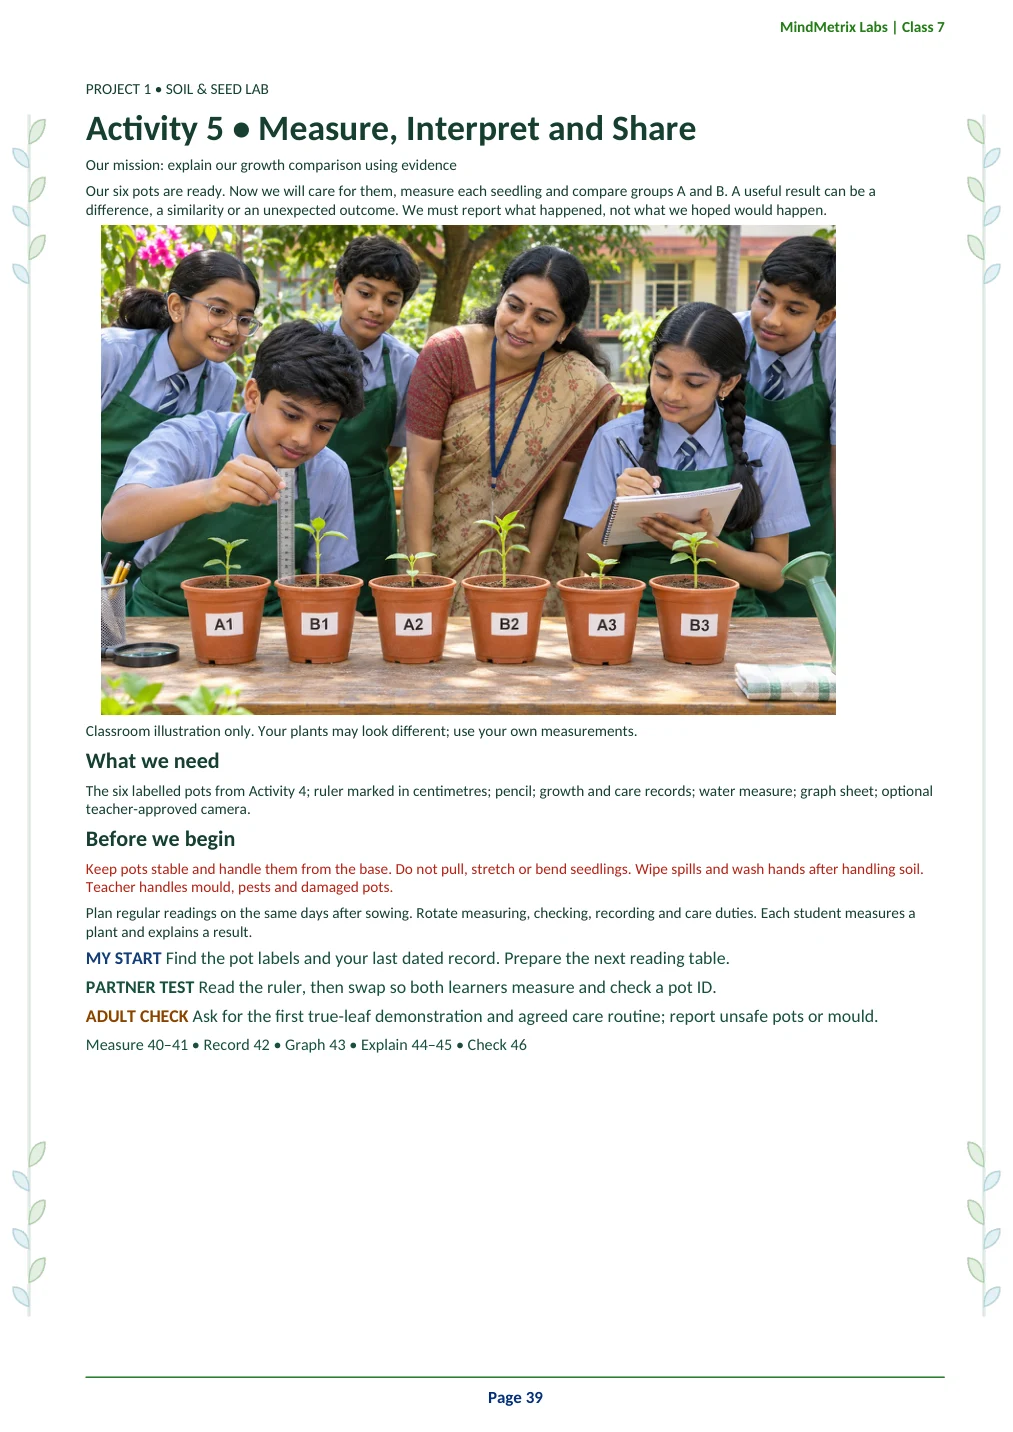 MindMetrix Labs | Class 7
PROJECT 1 • SOIL & SEED LAB
Activity 5 • Measure, Interpret and Share
Our mission: explain our growth comparison using evidence
Our six pots are ready. Now we will care for them, measure each seedling and compare groups A and B. A useful result can be a
difference, a similarity or an unexpected outcome. We must report what happened, not what we hoped would happen.
A1 B1 A2 B2 A3 B3
Classroom illustration only. Your plants may look different; use your own measurements.
What we need
The six labelled pots from Activity 4; ruler marked in centimetres; pencil; growth and care records; water measure; graph sheet; optional
teacher-approved camera.
Before we begin
Keep pots stable and handle them from the base. Do not pull, stretch or bend seedlings. Wipe spills and wash hands after handling soil.
Teacher handles mould, pests and damaged pots.
Plan regular readings on the same days after sowing. Rotate measuring, checking, recording and care duties. Each student measures a
plant and explains a result.
MY START Find the pot labels and your last dated record. Prepare the next reading table.
PARTNER TEST Read the ruler, then swap so both learners measure and check a pot ID.
ADULT CHECK Ask for the first true-leaf demonstration and agreed care routine; report unsafe pots or mould.
Measure 40–41 • Record 42 • Graph 43 • Explain 44–45 • Check 46
Page 39